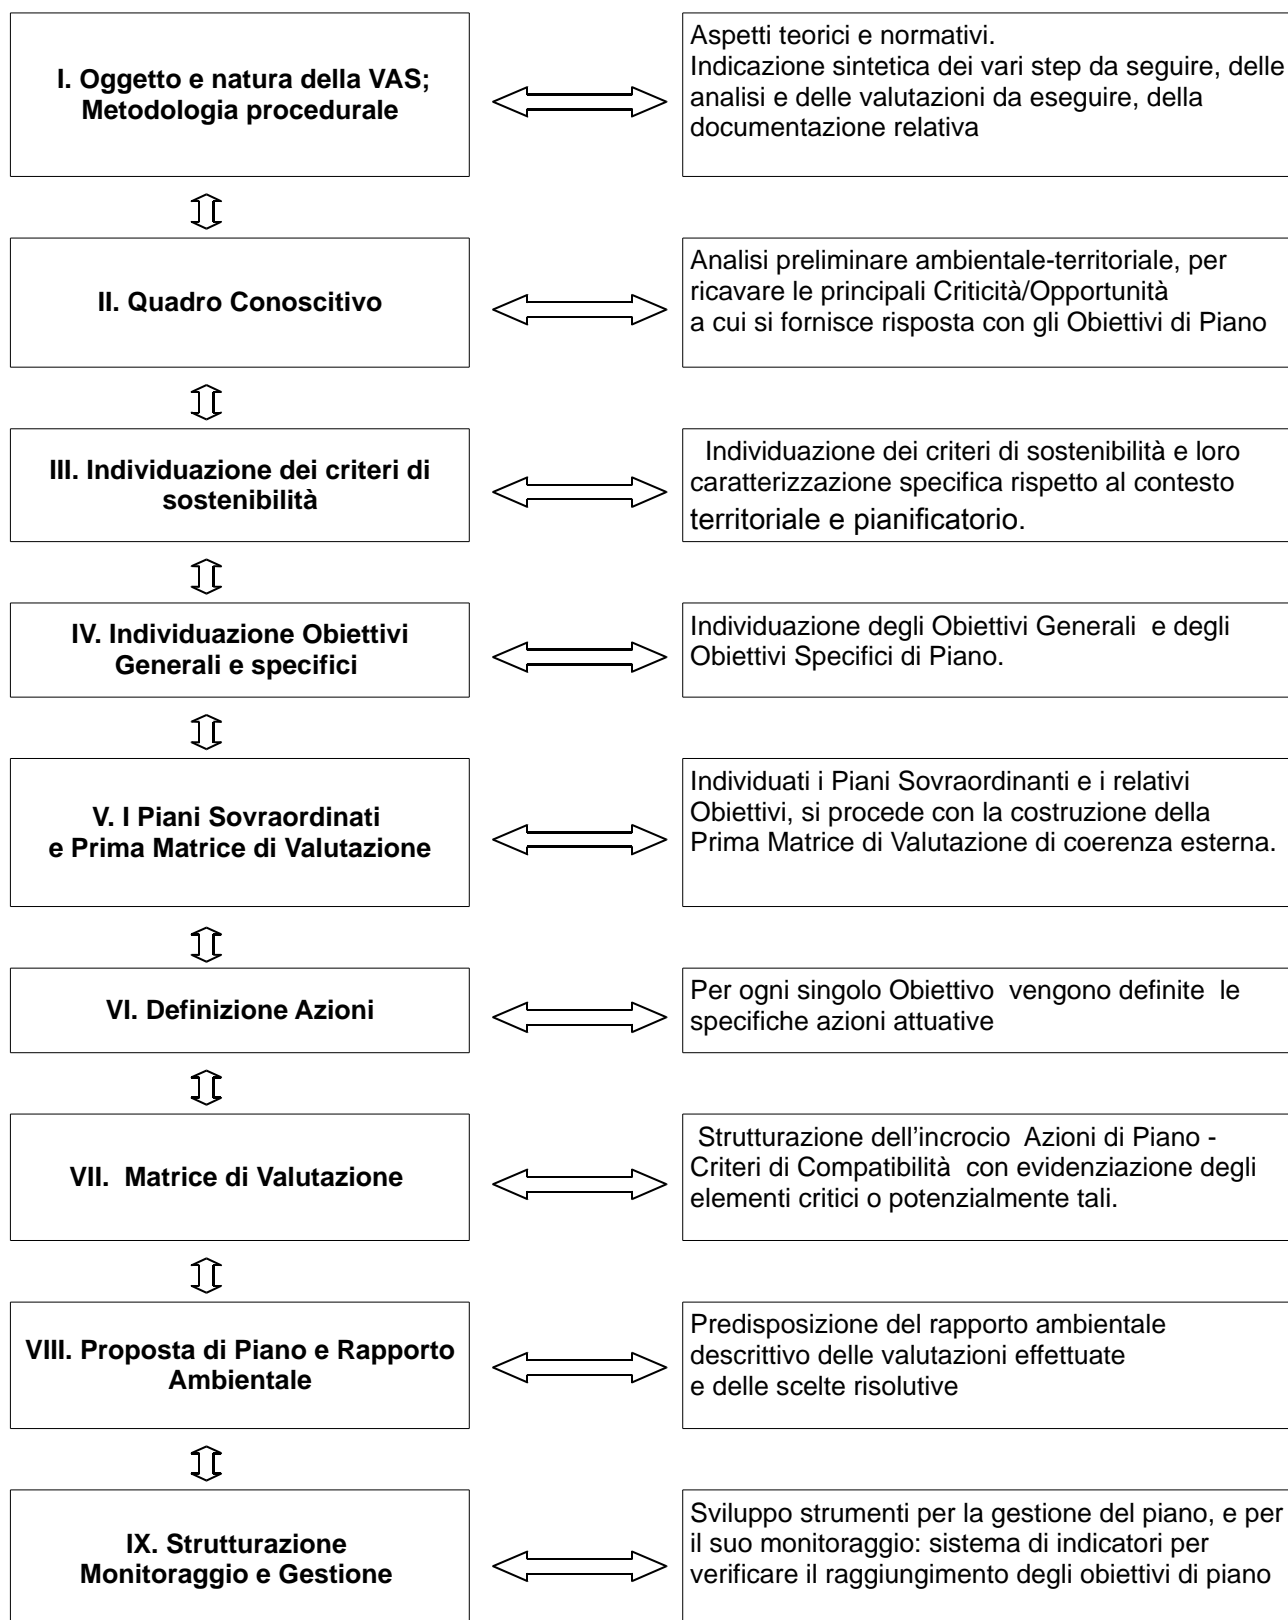 I. Oggetto e natura della VAS;
Metodologia procedurale
Aspetti teorici e normativi.
Indicazione sintetica dei vari step da seguire, delle
analisi e delle valutazioni da eseguire, della
documentazione relativa
II. Quadro Conoscitivo
Analisi preliminare ambientale-territoriale, per
ricavare le principali Criticità/Opportunità
a cui si fornisce risposta con gli Obiettivi di Piano
III. Individuazione dei criteri di
sostenibilità
Individuazione dei criteri di sostenibilità e loro
caratterizzazione specifica rispetto al contesto
territoriale e pianificatorio.
IV. Individuazione Obiettivi
Generali e specifici
Individuazione degli Obiettivi Generali e degli
Obiettivi Specifici di Piano.
V. I Piani Sovraordinati
e Prima Matrice di Valutazione
Individuati i Piani Sovraordinanti e i relativi
Obiettivi, si procede con la costruzione della
Prima Matrice di Valutazione di coerenza esterna.
VI. Definizione Azioni
Per ogni singolo Obiettivo vengono definite le
specifiche azioni attuative
VII. Matrice di Valutazione
Strutturazione dell’incrocio Azioni di Piano -
Criteri di Compatibilità con evidenziazione degli
elementi critici o potenzialmente tali.
VIII. Proposta di Piano e Rapporto
Ambientale
Predisposizione del rapporto ambientale
descrittivo delle valutazioni effettuate
e delle scelte risolutive
IX. Strutturazione
Monitoraggio e Gestione
Sviluppo strumenti per la gestione del piano, e per
il suo monitoraggio: sistema di indicatori per
verificare il raggiungimento degli obiettivi di piano